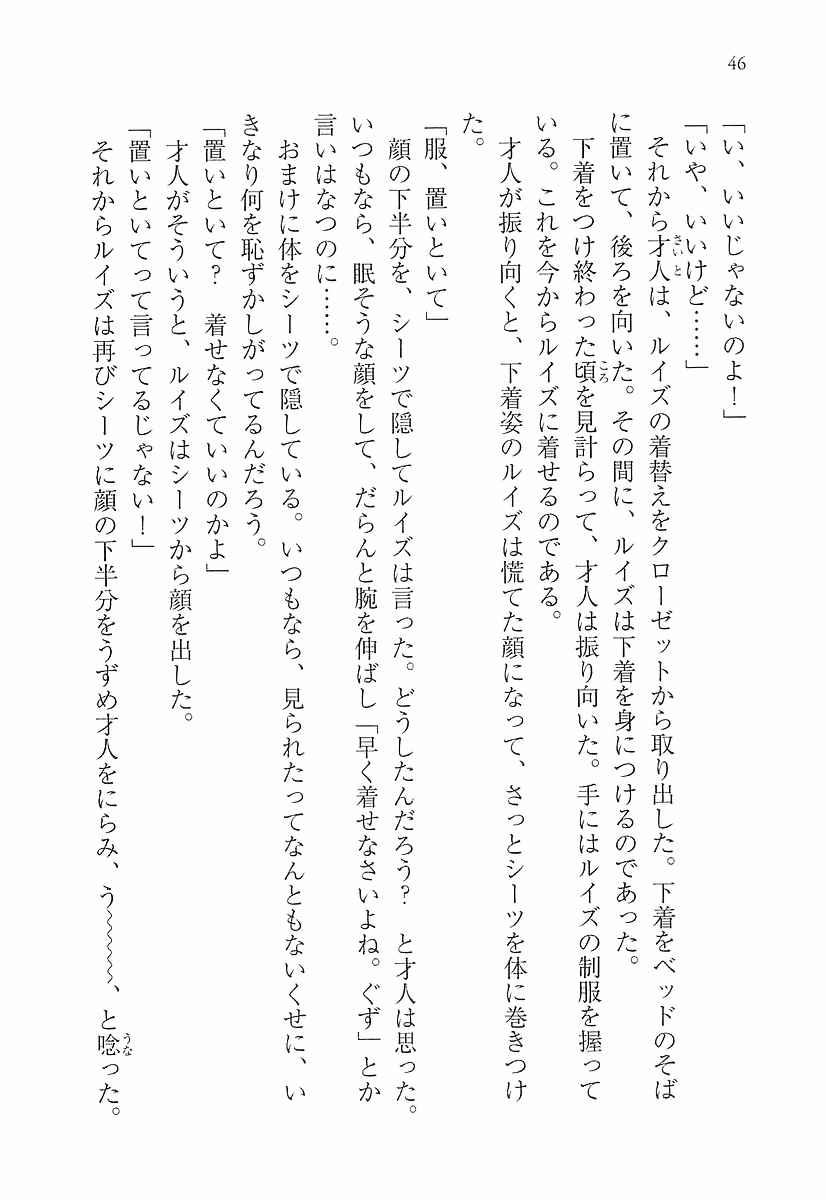 46
「い、いいじゃないのよ！」
「いや、いいけど……」
　それから才人は、ルイズの着替えをクローゼットから取り出した。下着をベッドのそば
に置いて、後ろを向いた。その間に、ルイズは下着を身につけるのであった。
　下着をつけ終わった頃を見計らって、才人は振り向いた。手にはルイズの制服を握って
いる。これを今からルイズに着せるのである。
　才人が振り向くと、下着姿のルイズは慌てた顔になって、さっとシーツを体に巻きつけ
た。
「服、置いといて」
　顔の下半分を、シーツで隠してルイズは言った。どうしたんだろう？　と才人は思った。
いつもなら、眠そうな顔をして、だらんと腕を伸ばし「早く着せなさいよね。ぐず」とか
言いはなつのに……。
　おまけに体をシーツで隠している。いつもなら、見られたってなんともないくせに、い
きなり何を恥ずかしがってるんだろう。
「置いといて？　着せなくていいのかよ」
　才人がそういうと、ルイズはシーツから顔を出した。
「置いといてって言ってるじゃない！」
　それからルイズは再びシーツに顔の下半分をうずめ才人をにらみ、う～～～～、と唸った。